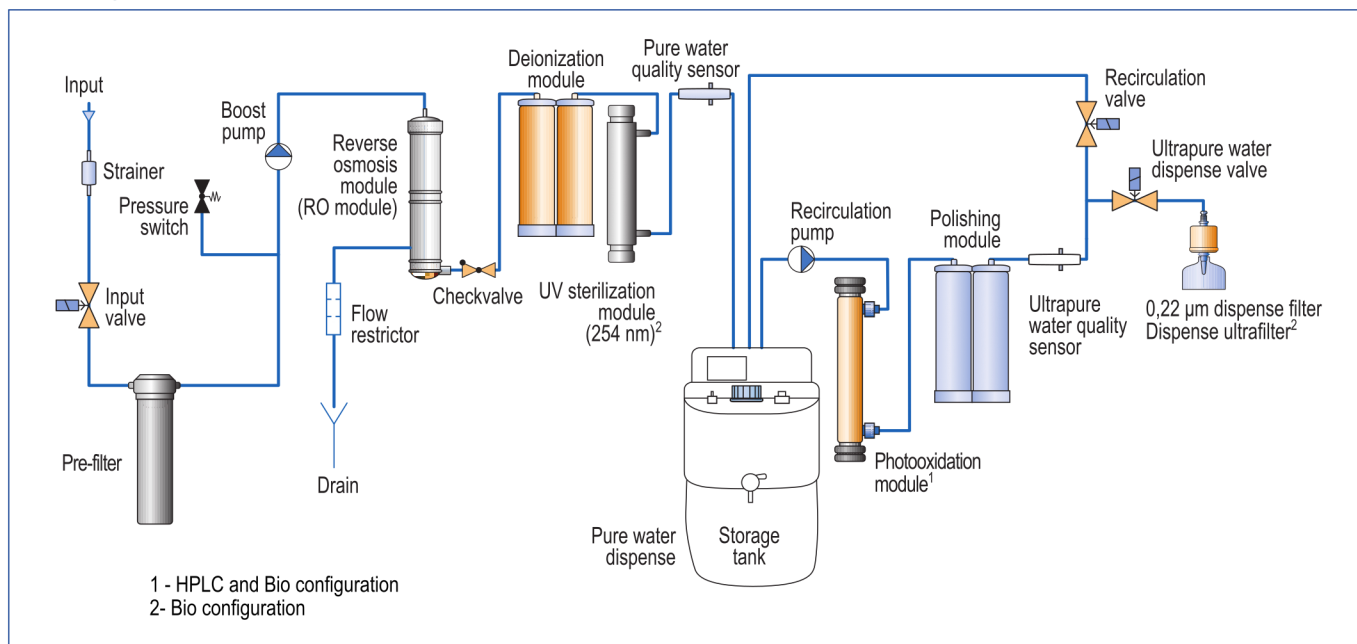 Input
Strainer
Pressure
switch
Input
valve
Pre-filter
Boost
pump
Reverse
osmosis
module
(RO module)
Flow
restrictor
Drain
Checkvalve
Deionization
module
UV sterilization
module
(254 nm)2
Pure water
quality sensor
Recirculation
pump
Photooxidation
module1
Pure water
dispense
Storage
tank
Polishing
module
Ultrapure
water quality
sensor
Recirculation
valve
Ultrapure water
dispense valve
0,22 µm dispense filter
Dispense ultrafilter2
1 - HPLC and Bio configuration
2- Bio configuration